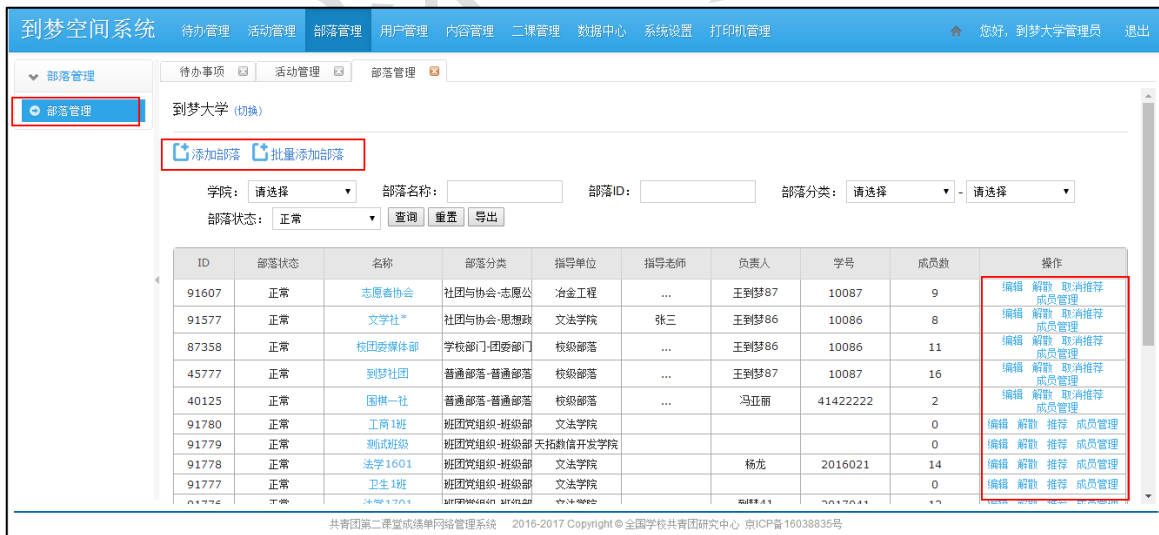 到梦空间系统 待办管理 活动管理 部落管理 用户管理 内容管理 二课管理 数据中心 系统设置 打印机管理 您好，到梦大学管理员 退出
部落管理 待办事项 活动管理 部落管理
部落管理
到梦大学 (切换)
添加部落 批量添加部落
学院： 请选择 部落名称： 部落ID： 部落分类： 请选择 - 请选择
部落状态： 正常 查询 重置 导出
ID 部落状态 名称 部落分类 指导单位 指导老师 负责人 学号 成员数 操作
91607 正常 志愿者协会 社团与协会-志愿公 冶金工程 ... 王到梦87 10087 9 编辑 解散 取消推荐 成员管理
91577 正常 文学社* 社团与协会-思想政 文法学院 张三 王到梦86 10086 8 编辑 解散 取消推荐 成员管理
87358 正常 校团委媒体部 学校部门-团委部门 校级部落 ... 王到梦86 10086 11 编辑 解散 取消推荐 成员管理
45777 正常 到梦社团 普通部落-普通部落 校级部落 ... 王到梦87 10087 16 编辑 解散 取消推荐 成员管理
40125 正常 围棋一社 普通部落-普通部落 校级部落 ... 冯亚丽 41422222 2 编辑 解散 取消推荐 成员管理
91780 正常 工商1班 班团党组织-班级部 文法学院 0 编辑 解散 推荐 成员管理
91779 正常 测试班级 班团党组织-班级部 天拓数信开发学院 0 编辑 解散 推荐 成员管理
91778 正常 法学1601 班团党组织-班级部 文法学院 杨龙 2016021 14 编辑 解散 推荐 成员管理
91777 正常 卫生1班 班团党组织-班级部 文法学院 0 编辑 解散 推荐 成员管理
共青团第二课堂成绩单网络管理系统 2016-2017 Copyright © 全国学校共青团研究中心 京ICP备16038835号